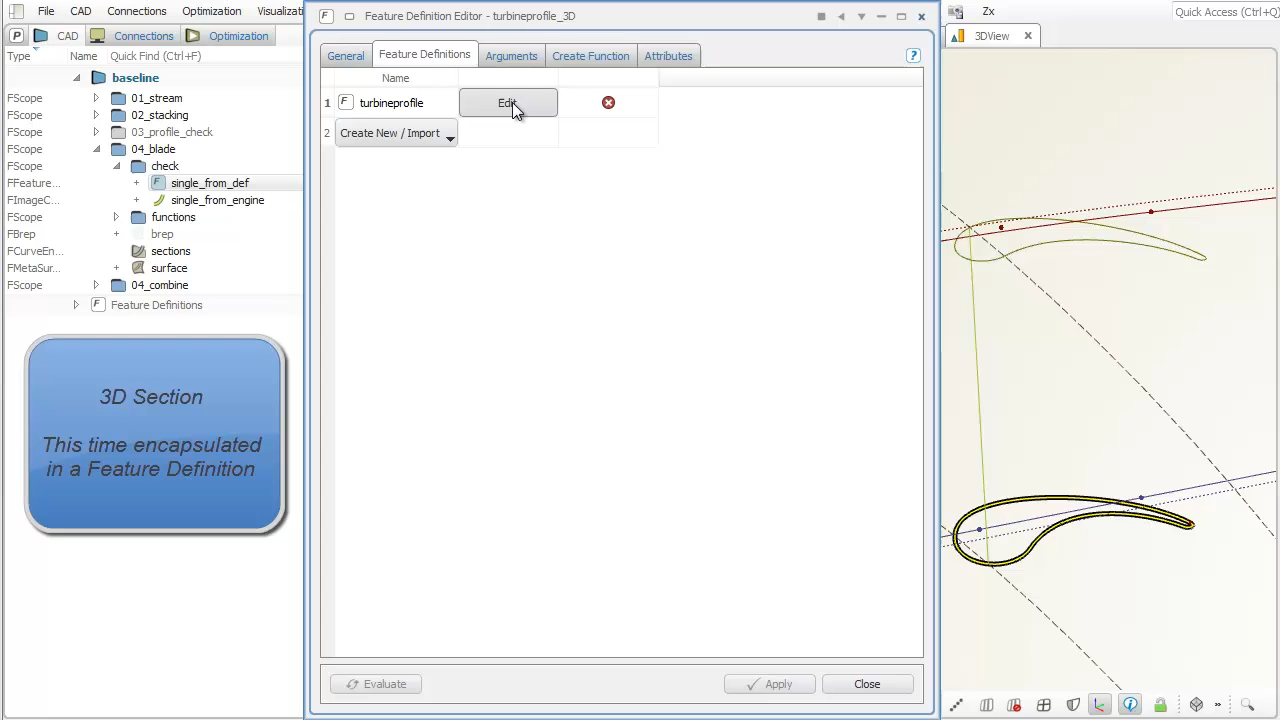 File CAD Connections Optimization Visualizati
Feature Definition Editor - turbineprofile_3D
Zx Quick Access (Ctrl+Q)
P CAD Connections Optimization
3DView
Type Name Quick Find (Ctrl+F)
General Feature Definitions Arguments Create Function Attributes ?
Name
baseline
1 F turbineprofile Edit
FScope 01_stream
FScope 02_stacking
2 Create New / Import
FScope 03_profile_check
FScope 04_blade
check
FFeature... F single_from_def
FImageC... single_from_engine
FScope functions
FBrep brep
FCurveEn... sections
FMetaSur... surface
FScope 04_combine
F Feature Definitions
3D Section
This time encapsulated
in a Feature Definition
Evaluate Apply Close